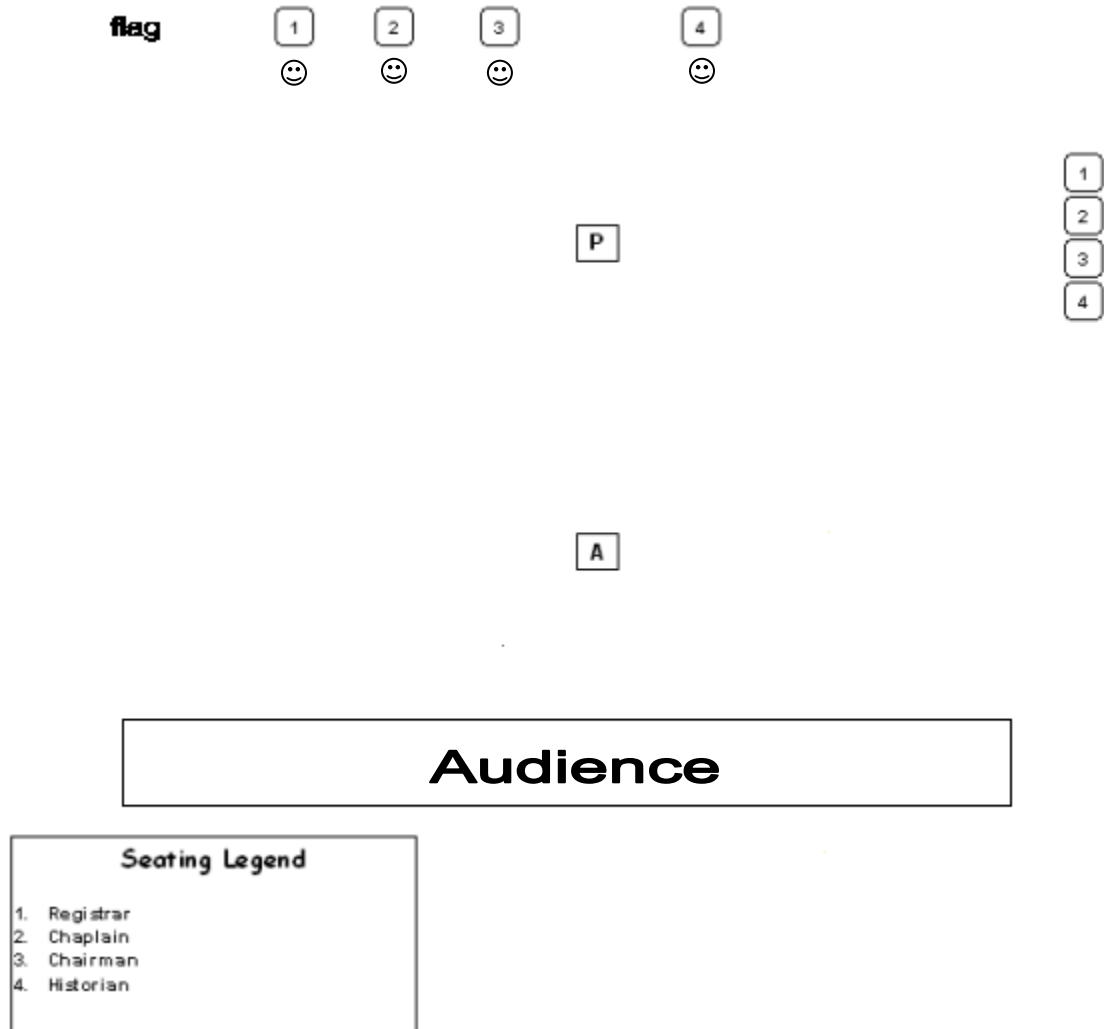 flag 1 2 3 4
1
2
P
3
4
A
Audience
Seating Legend
1. Registrar
2. Chaplain
3. Chairman
4. Historian